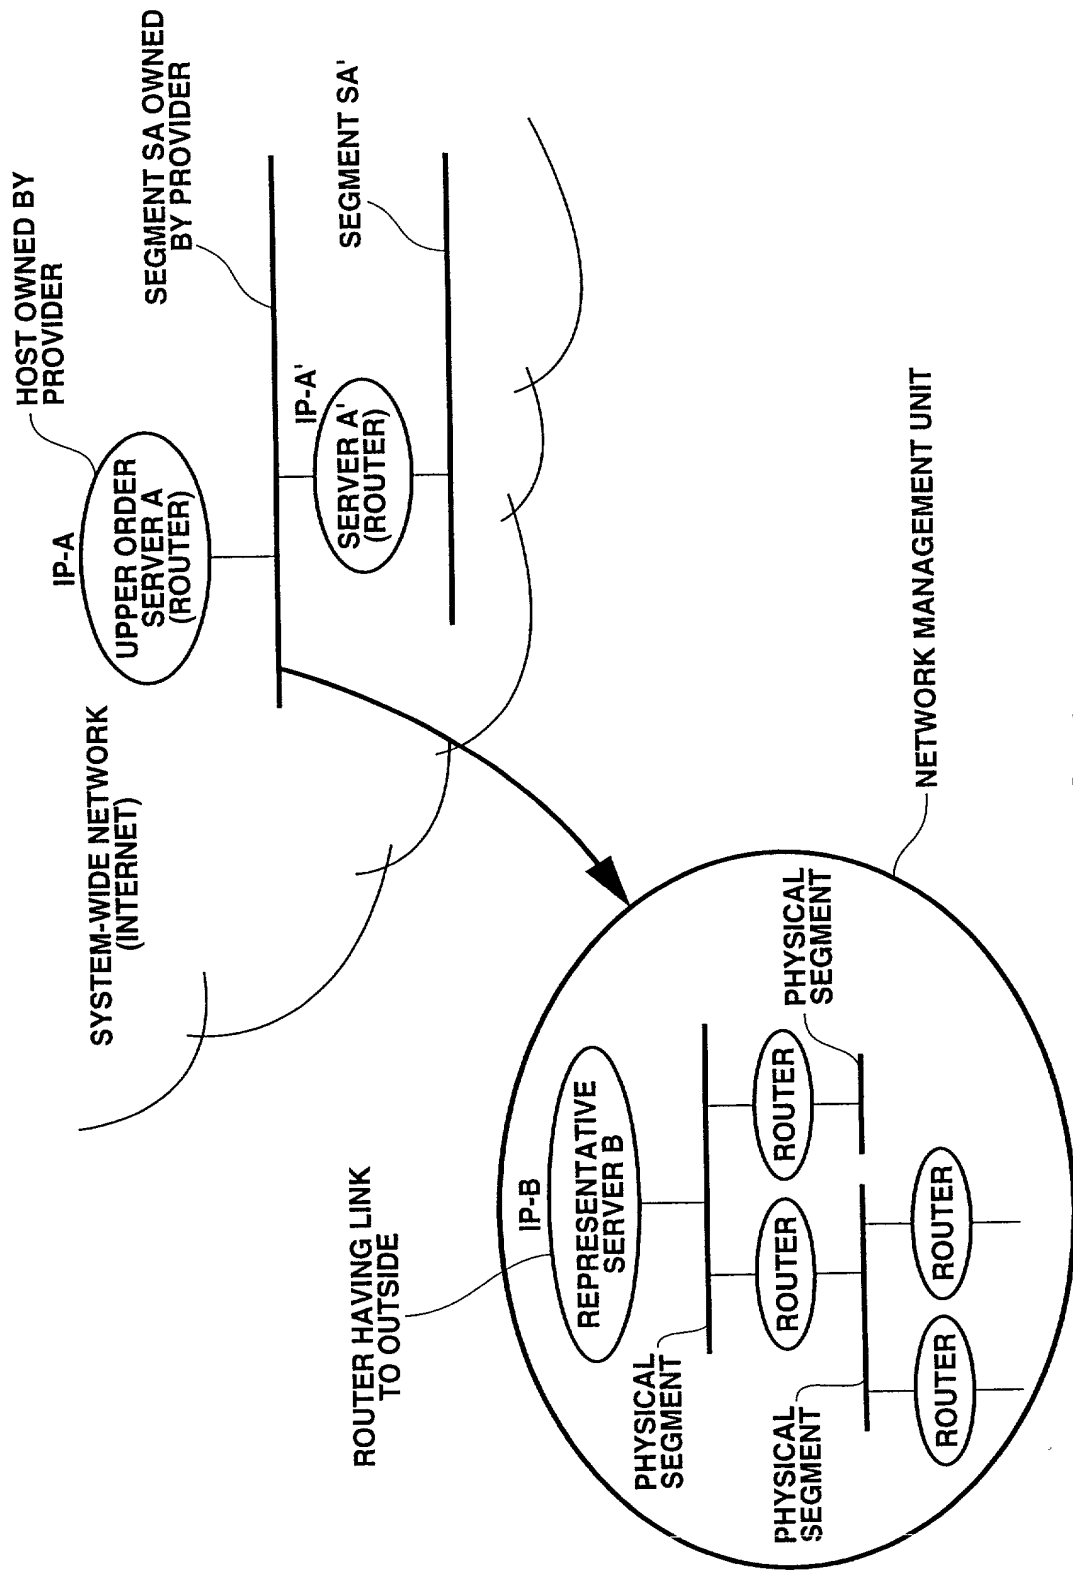 HOST OWNED BY
PROVIDER
IP-A
UPPER ORDER
SERVER A
(ROUTER)
SEGMENT SA OWNED
BY PROVIDER
SYSTEM-WIDE NETWORK
(INTERNET)
IP-A'
SERVER A'
(ROUTER)
SEGMENT SA'
ROUTER HAVING LINK
TO OUTSIDE
IP-B
REPRESENTATIVE
SERVER B
PHYSICAL
SEGMENT
ROUTER
ROUTER
PHYSICAL
SEGMENT
PHYSICAL
SEGMENT
ROUTER
ROUTER
NETWORK MANAGEMENT UNIT